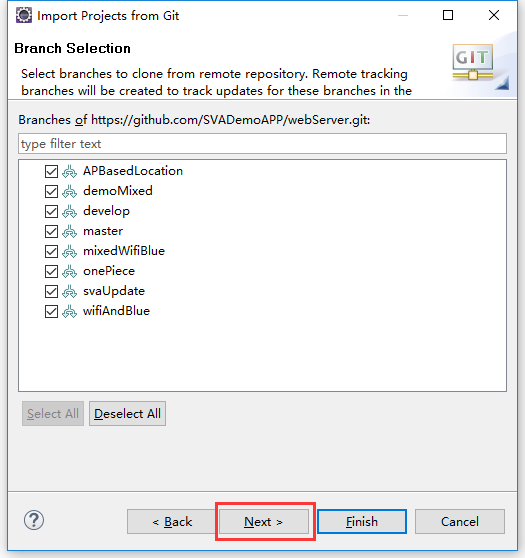 Import Projects from Git
Branch Selection
GIT
Select branches to clone from remote repository. Remote tracking
branches will be created to track updates for these branches in the
Branches of https://github.com/SVADemoAPP/webServer.git:
type filter text
APBasedLocation
demoMixed
develop
master
mixedWifiBlue
onePiece
svaUpdate
wifiAndBlue
Select All Deselect All
? < Back Next > Finish Cancel